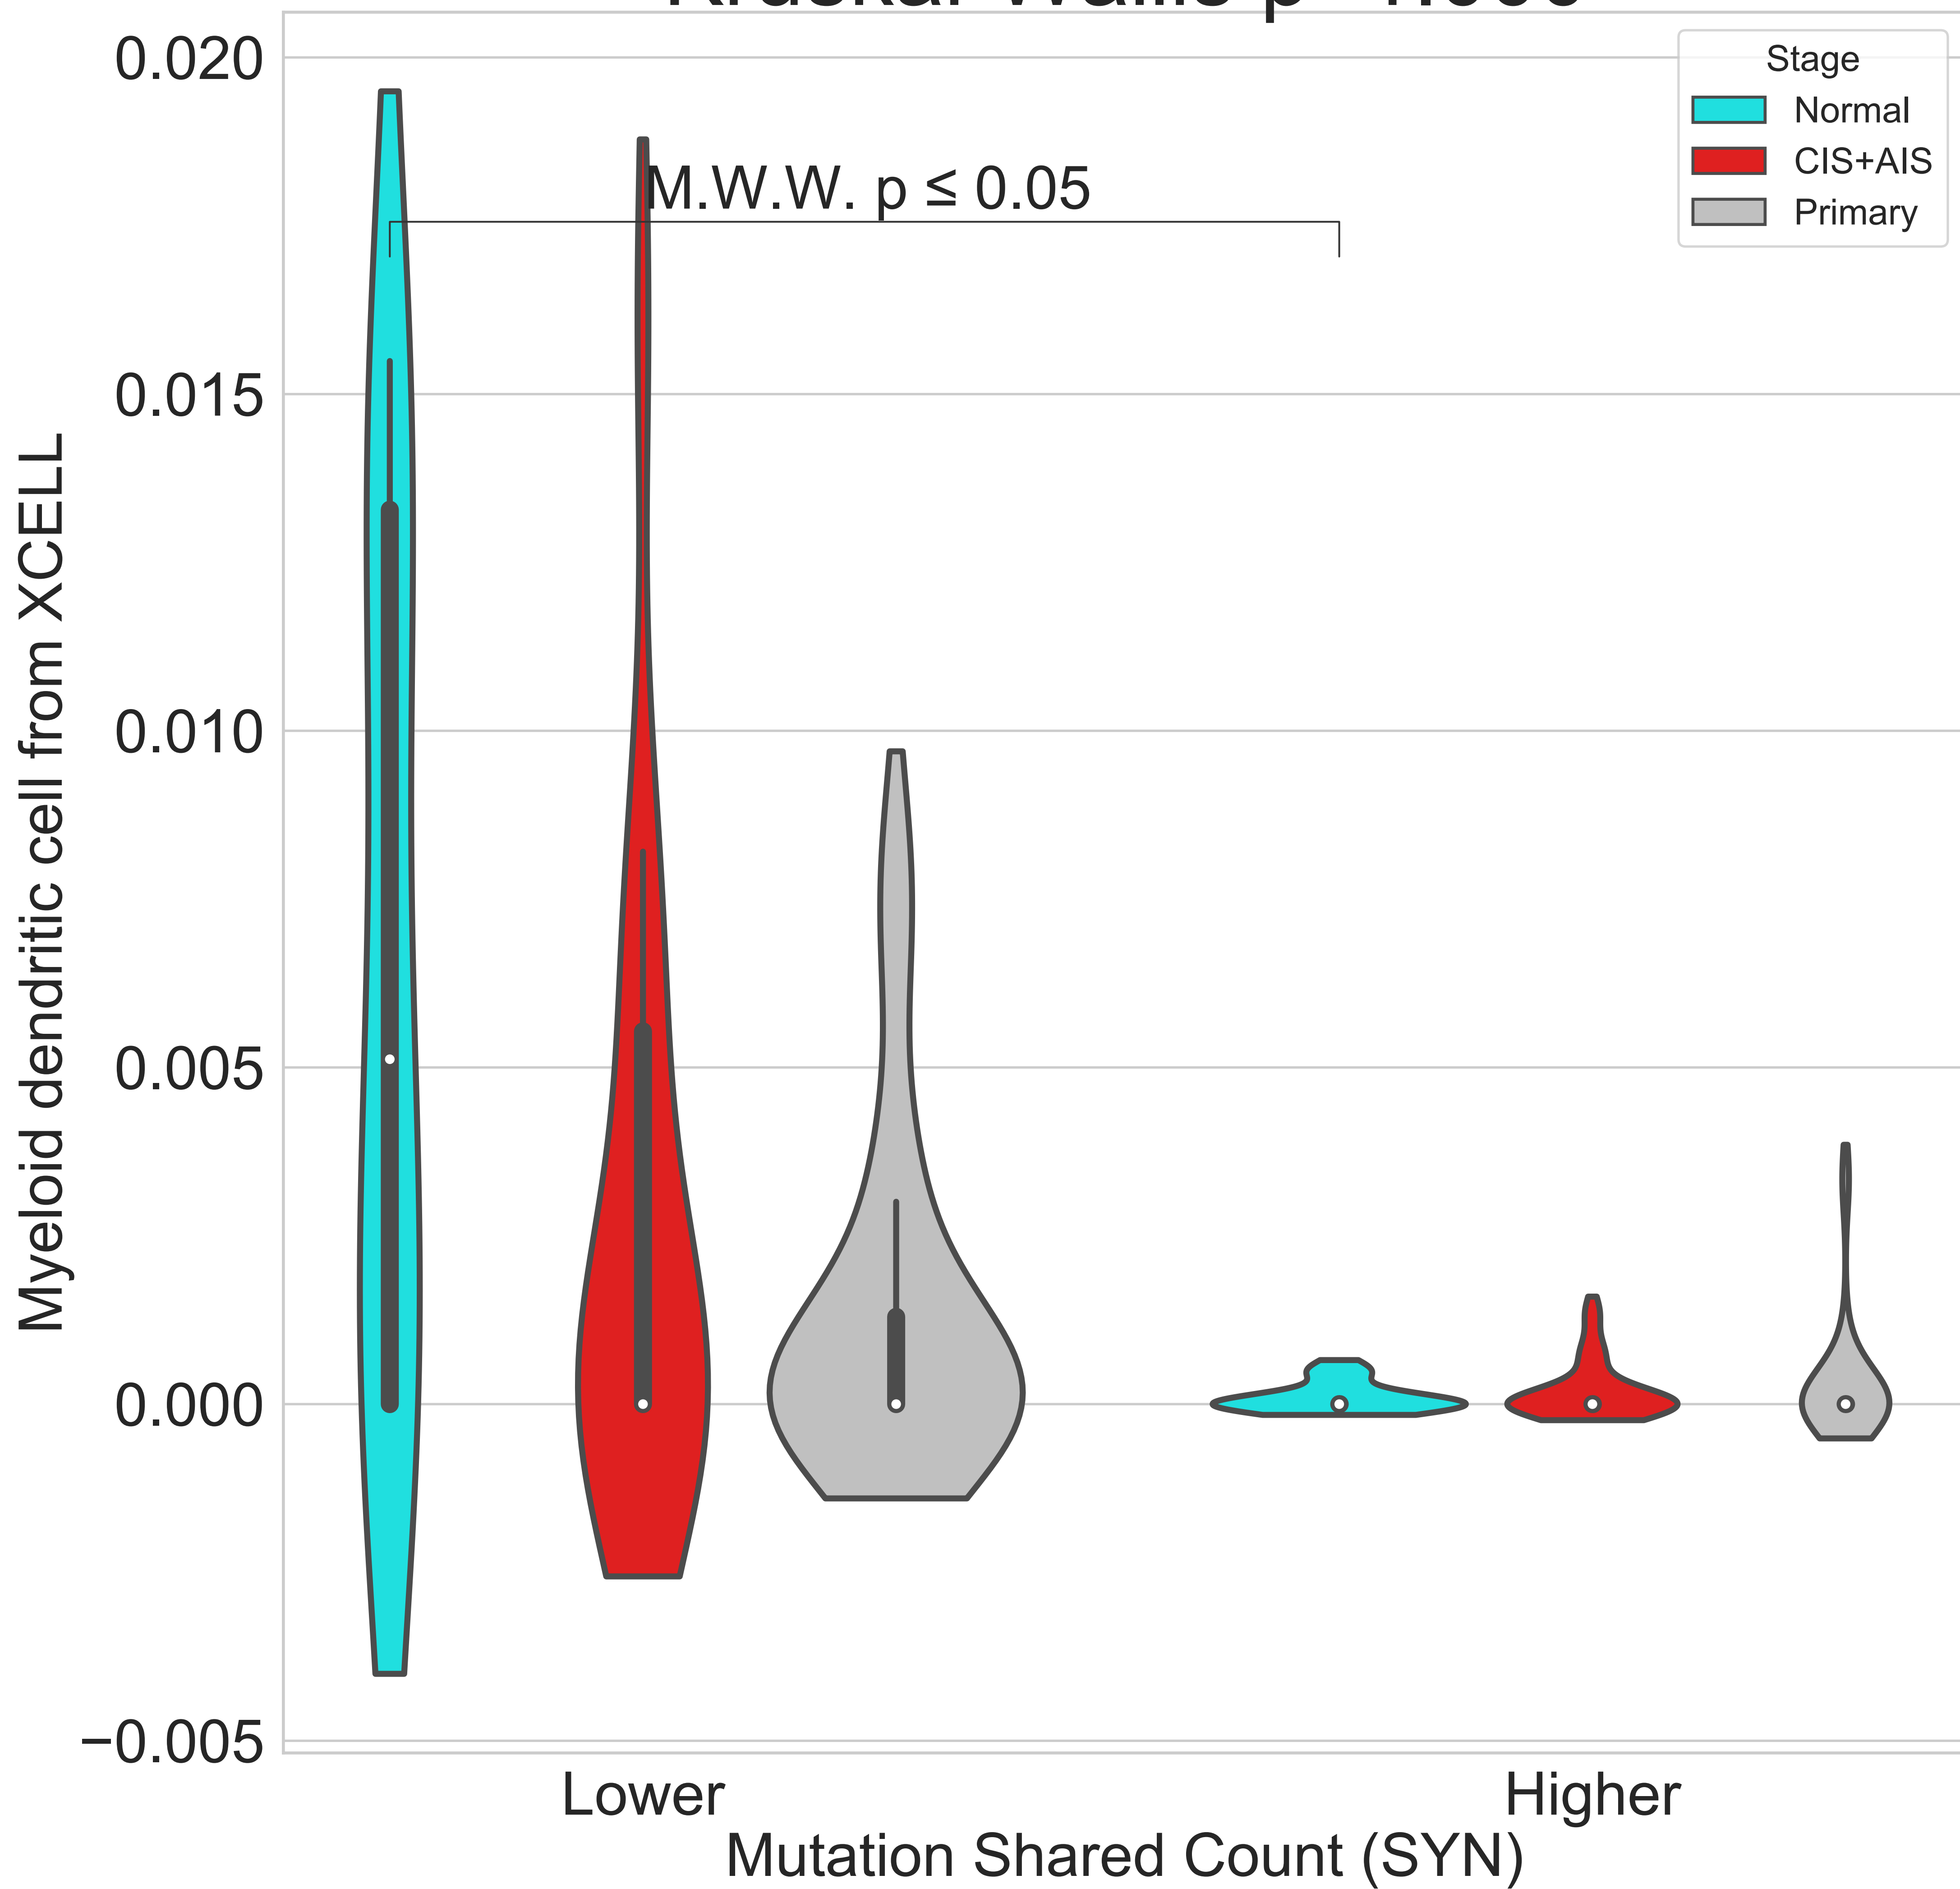 0.020
0.015
0.010
0.005
0.000
−0.005
Myeloid dendritic cell from XCELL
M.W.W. p ≤ 0.05
Stage
Normal
CIS+AIS
Primary
Lower
Higher
Mutation Shared Count (SYN)